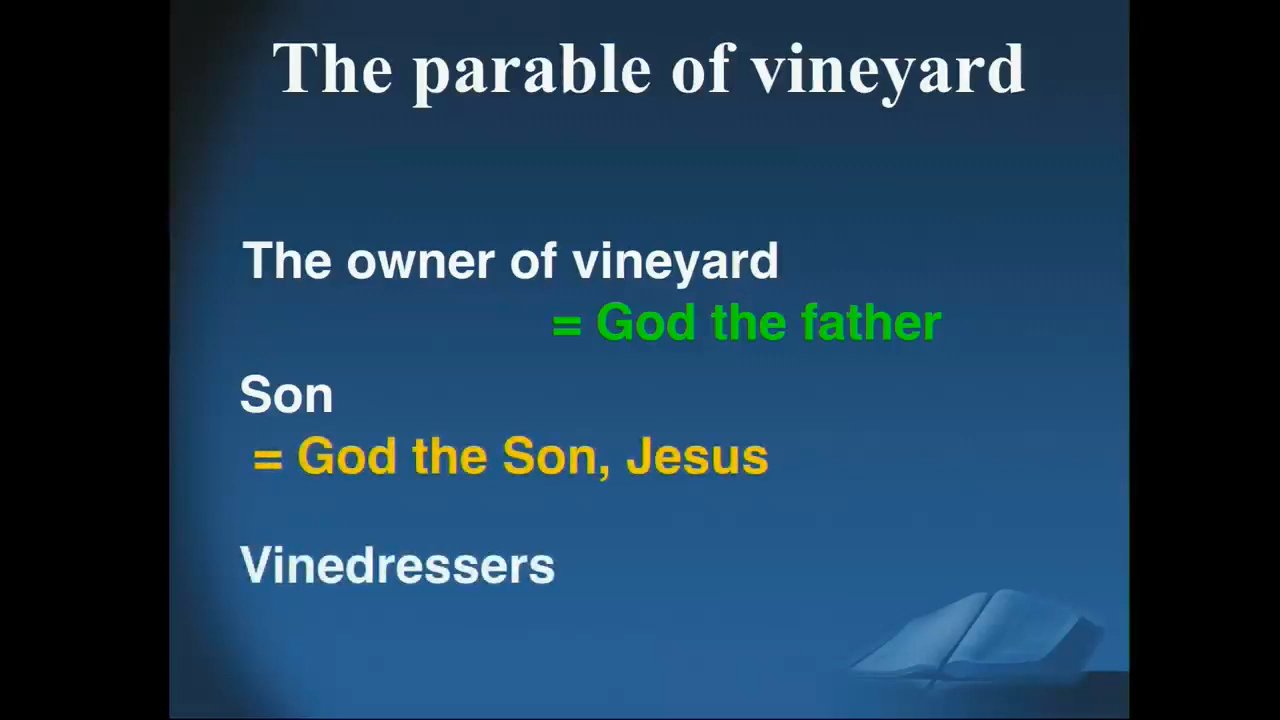 The parable of vineyard
The owner of vineyard
= God the father
Son
= God the Son, Jesus
Vinedressers